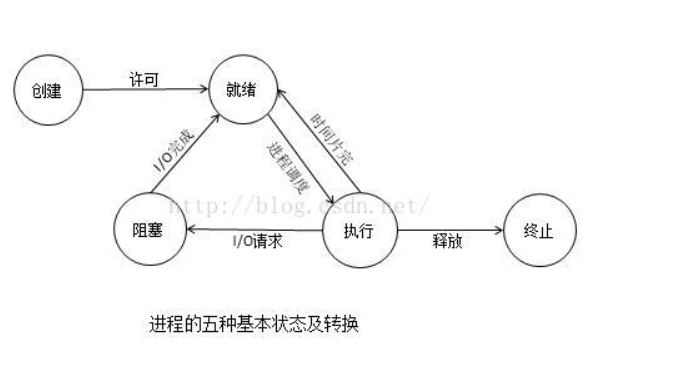 创建
许可
就绪
I/O完成
进程调度
时间片完
http://blog.csdn.net/
阻塞
I/O请求
执行
释放
终止
进程的五种基本状态及转换